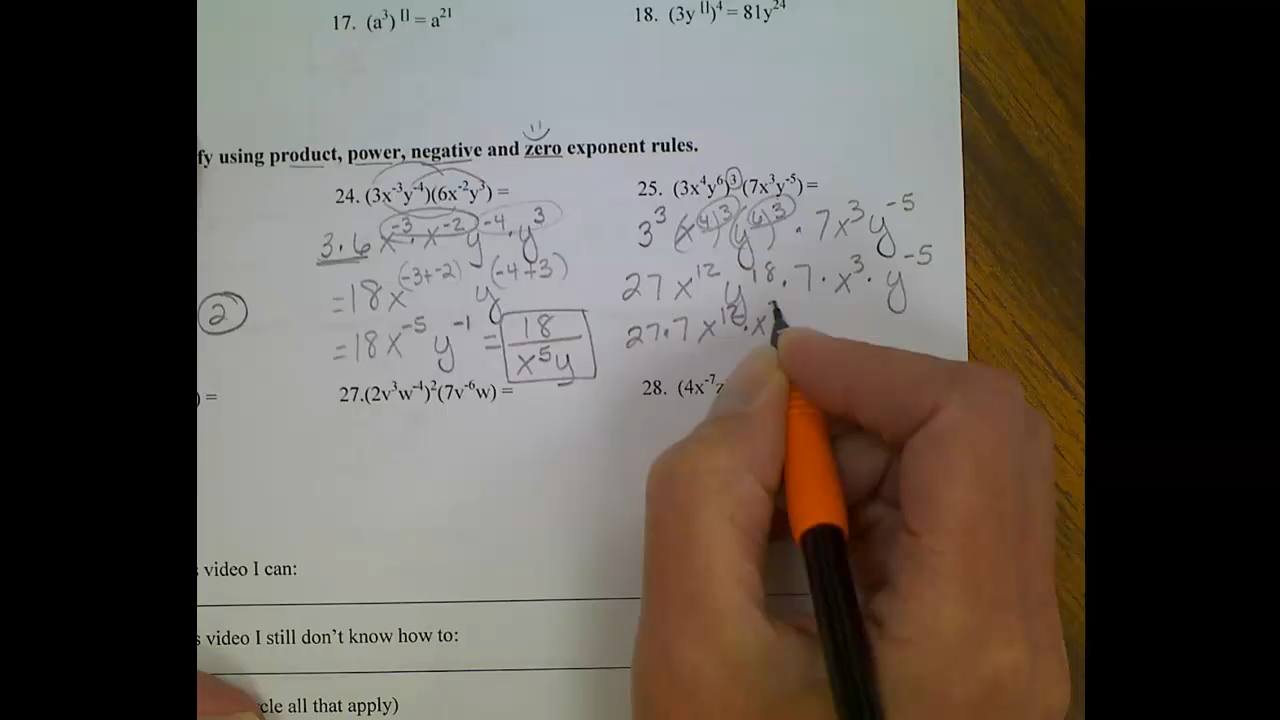 17. (a³) [] = a²¹
18. (3y [])⁴ = 81y²⁴
fy using product, power, negative and zero exponent rules.
24. (3x⁻³y⁻⁴)(6x⁻²y³) =
3·6 x⁻³·x⁻² y⁻⁴·y³
=18x⁽⁻³⁺⁻²⁾ y⁽⁻⁴⁺³⁾
=18x⁻⁵ y⁻¹ = 18/x⁵y
25. (3x⁴y⁶)³(7x³y⁻⁵)=
3³ (x⁴)³(y⁶)³ · 7x³y⁻⁵
27x¹² y¹⁸·7·x³·y⁻⁵
27·7x¹²·x
2
) =
27.(2v³w⁻⁴)²(7v⁻⁶w) =
28. (4x⁻⁷z
video I can:
s video I still don't know how to:
cle all that apply)